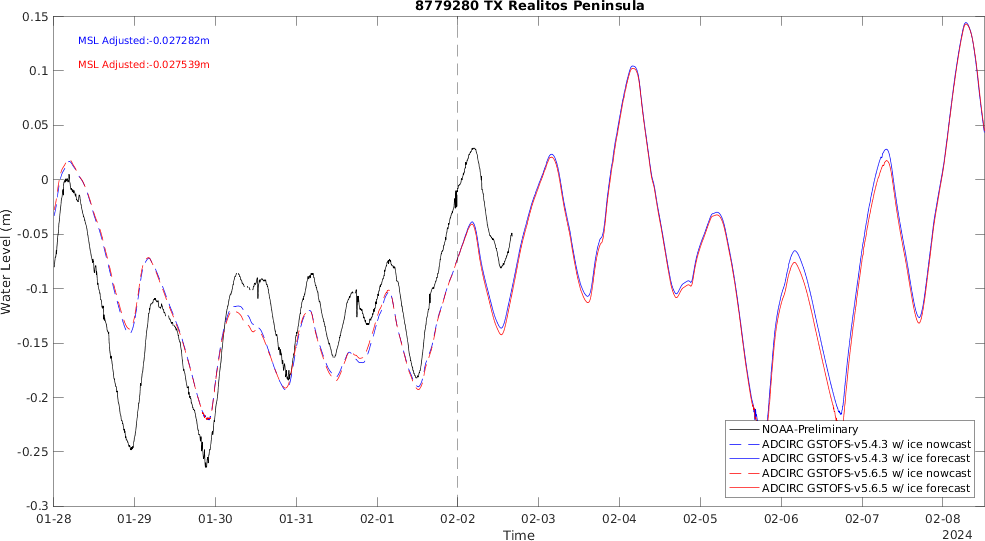 8779280 TX Realitos Peninsula
MSL Adjusted:-0.027282m
MSL Adjusted:-0.027539m
0.15
0.1
0.05
0
-0.05
-0.1
-0.15
-0.2
-0.25
-0.3
Water Level (m)
NOAA-Preliminary
ADCIRC GSTOFS-v5.4.3 w/ ice nowcast
ADCIRC GSTOFS-v5.4.3 w/ ice forecast
ADCIRC GSTOFS-v5.6.5 w/ ice nowcast
ADCIRC GSTOFS-v5.6.5 w/ ice forecast
01-28 01-29 01-30 01-31 02-01 02-02 02-03 02-04 02-05 02-06 02-07 02-08
Time
2024